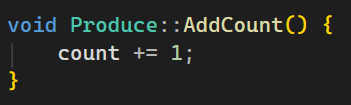 void Produce::AddCount() {
    count += 1;
}